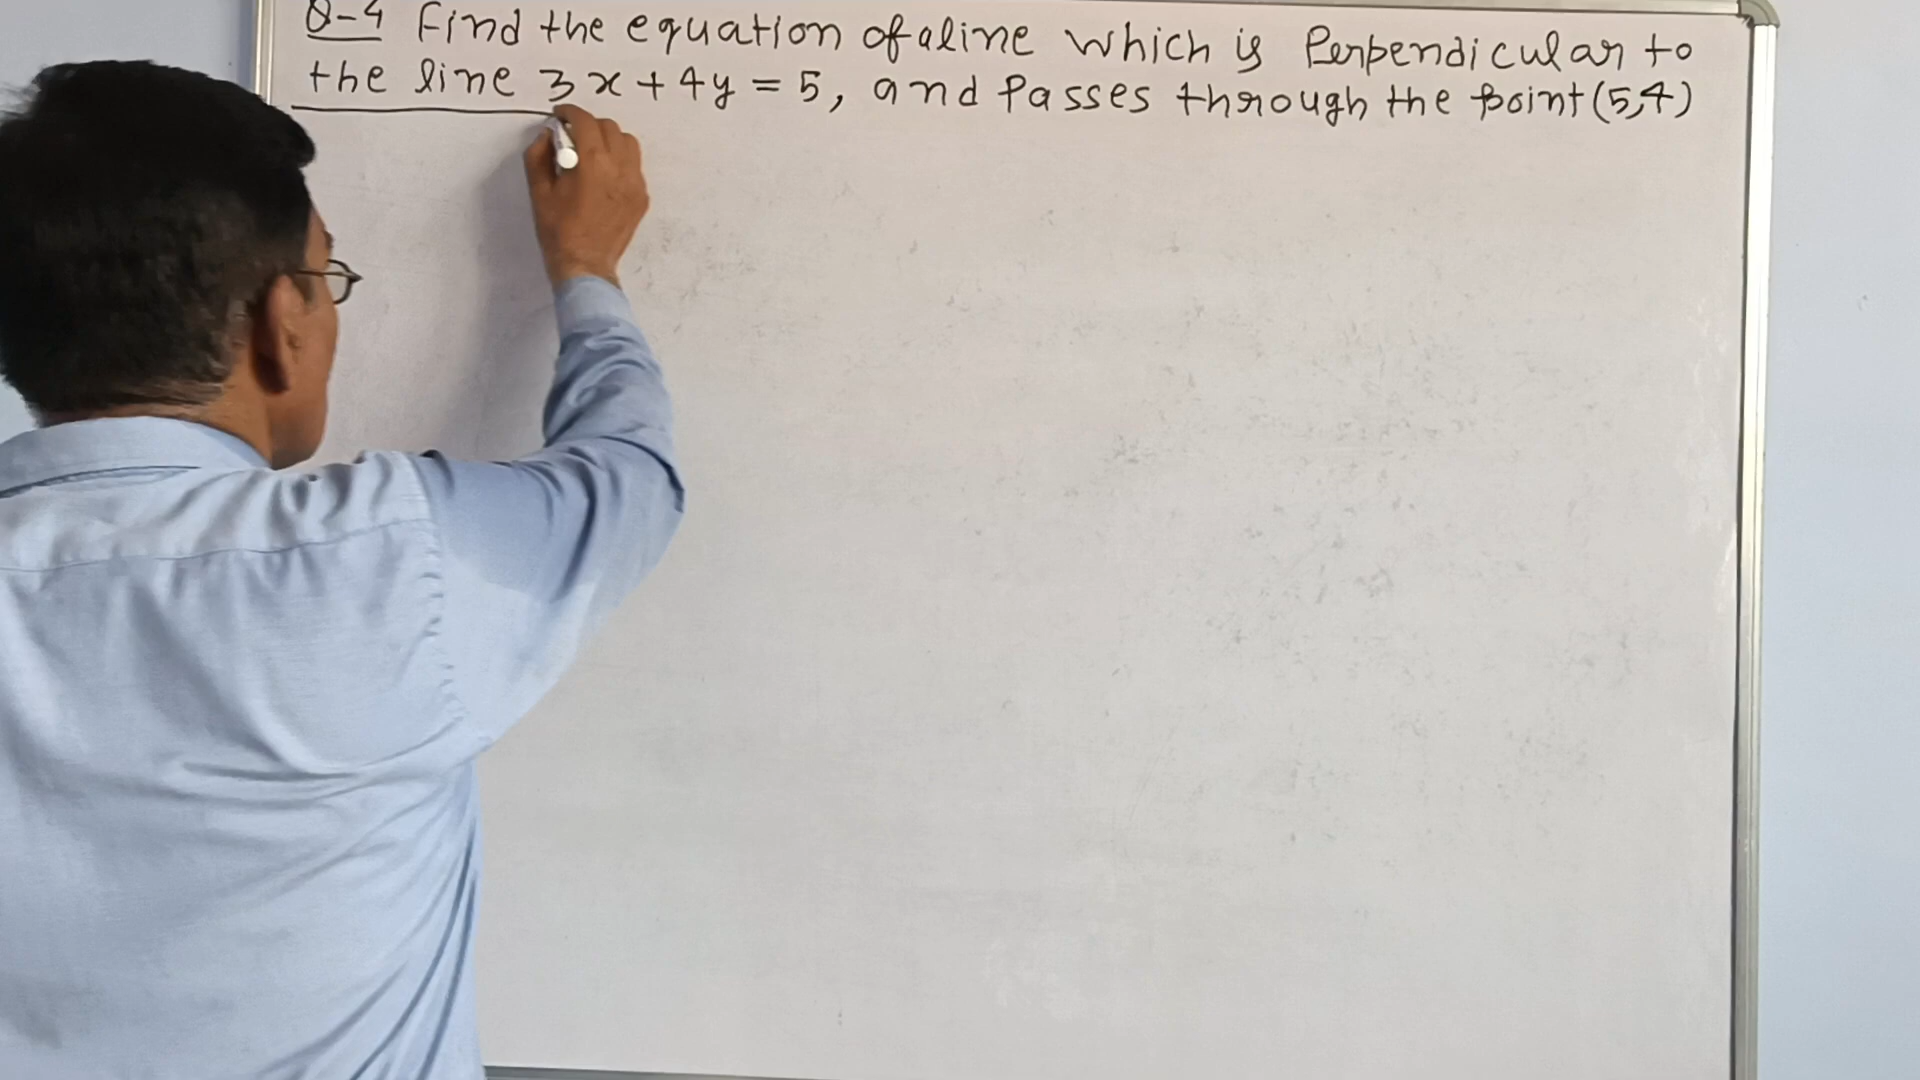 Q-4 Find the equation of a line which is Perpendicular to
the line 3x + 4y = 5, and Passes through the point (5,4)